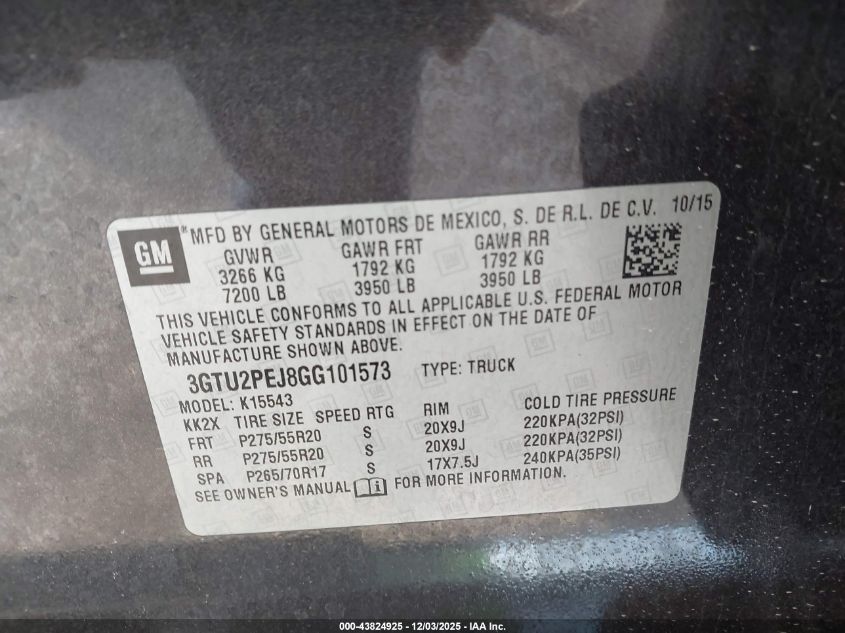 GM
® MFD BY GENERAL MOTORS DE MEXICO, S. DE R.L. DE C.V. 10/15
GVWR GAWR FRT GAWR RR
3266 KG 1792 KG 1792 KG
7200 LB 3950 LB 3950 LB
THIS VEHICLE CONFORMS TO ALL APPLICABLE U.S. FEDERAL MOTOR
VEHICLE SAFETY STANDARDS IN EFFECT ON THE DATE OF
MANUFACTURE SHOWN ABOVE.
3GTU2PEJ8GG101573 TYPE: TRUCK
MODEL: K15543
KK2X TIRE SIZE SPEED RTG RIM COLD TIRE PRESSURE
FRT P275/55R20 S 20X9J 220KPA(32PSI)
RR P275/55R20 S 20X9J 220KPA(32PSI)
SPA P265/70R17 S 17X7.5J 240KPA(35PSI)
SEE OWNER'S MANUAL FOR MORE INFORMATION.
000-43824925 - 12/03/2025 - IAA Inc.